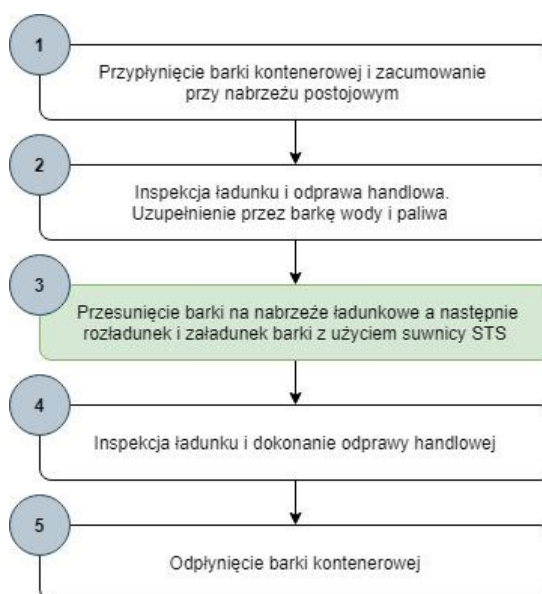 1
Przypłynięcie barki kontenerowej i zacumowanie
przy nabrzeżu postojowym
2
Inspekcja ładunku i odprawa handlowa.
Uzupełnienie przez barkę wody i paliwa
3
Przesunięcie barki na nabrzeże ładunkowe a następnie
rozładunek i załadunek barki z użyciem suwnicy STS
4
Inspekcja ładunku i dokonanie odprawy handlowej
5
Odpłynięcie barki kontenerowej